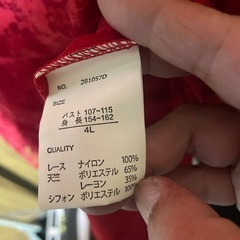 NO. 2B1057D
SIZE
バスト 107~115
身長 154~162
4L
QUALITY
レース ナイロン 100%
天竺 ポリエステル 65%
レーヨン 35%
シフォン ポリエステル 100%